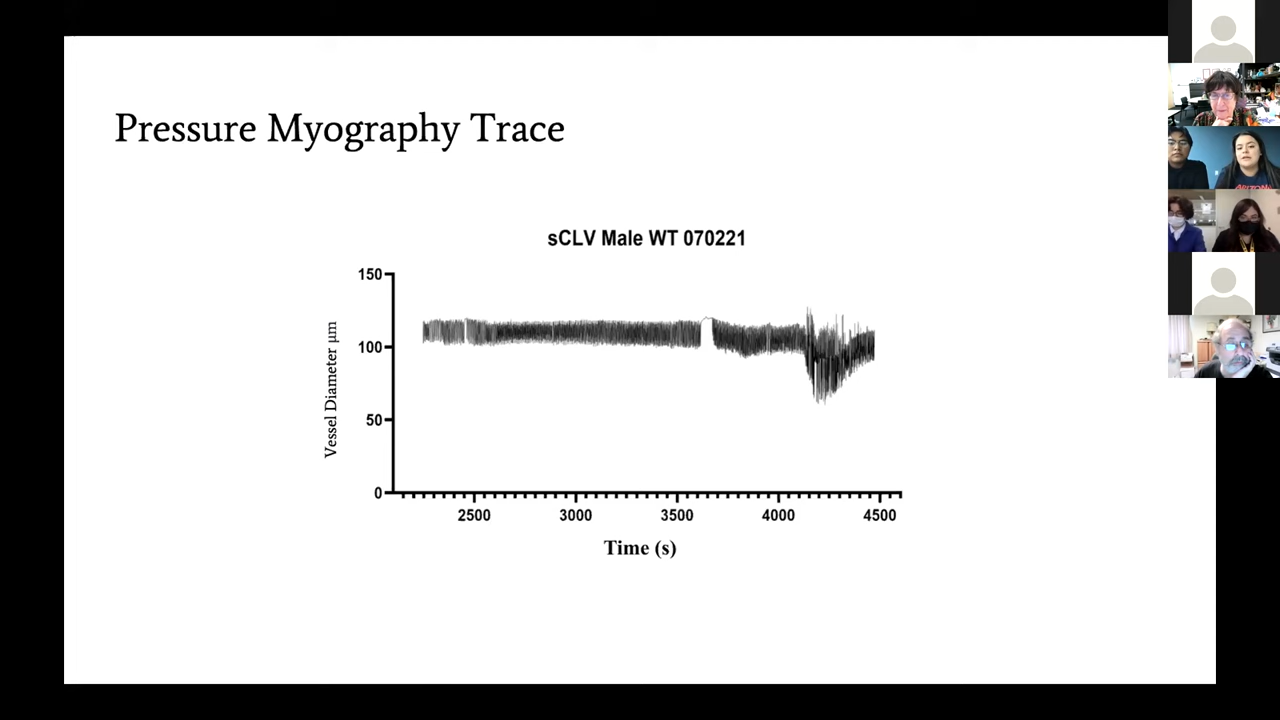 Pressure Myography Trace
sCLV Male WT 070221
150
100
50
0
Vessel Diameter μm
2500 3000 3500 4000 4500
Time (s)
ARIZONA